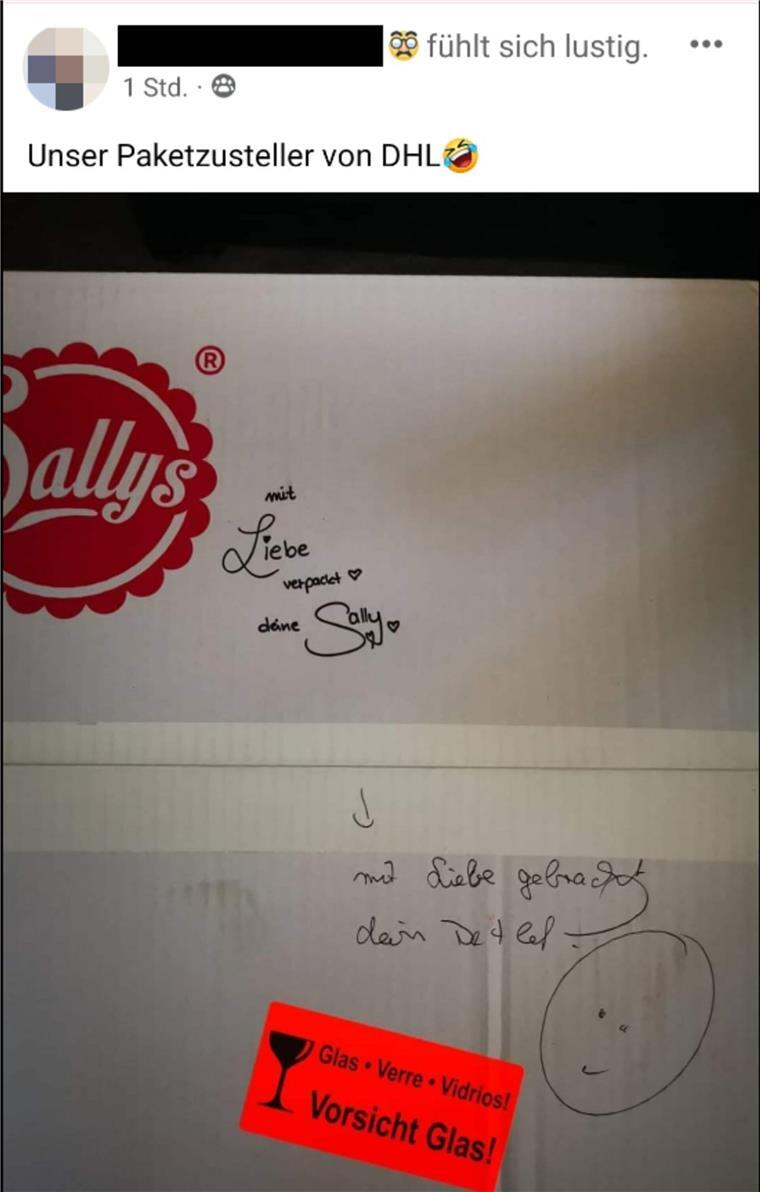 fühlt sich lustig.
1 Std. ·
Unser Paketzusteller von DHL🤣
®
Sallys
mit
Liebe
verpackt ♡
deine Sally ♡
↓
mit Liebe gebracht
dein Detlef
Glas • Verre • Vidrios!
Vorsicht Glas!